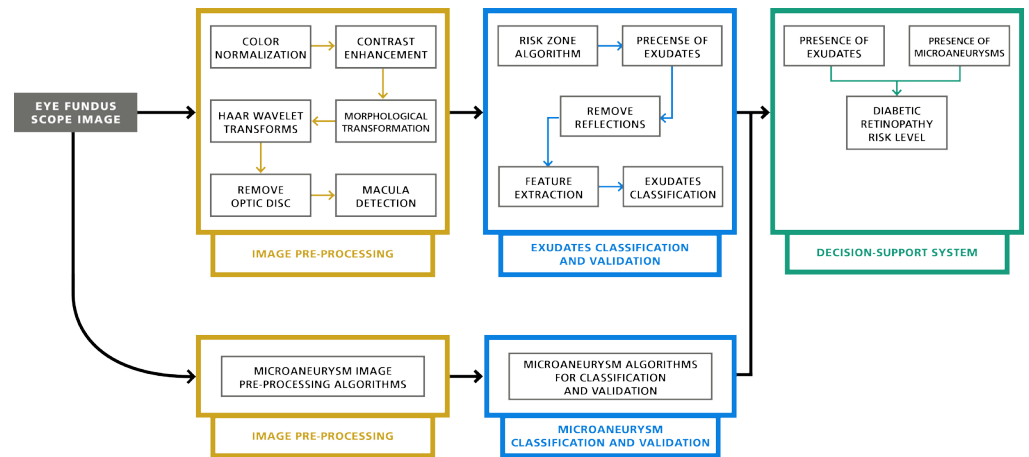 EYE FUNDUS
SCOPE IMAGE
COLOR
NORMALIZATION
CONTRAST
ENHANCEMENT
HAAR WAVELET
TRANSFORMS
MORPHOLOGICAL
TRANSFORMATION
REMOVE
OPTIC DISC
MACULA
DETECTION
IMAGE PRE-PROCESSING
RISK ZONE
ALGORITHM
PRECENSE OF
EXUDATES
REMOVE
REFLECTIONS
FEATURE
EXTRACTION
EXUDATES
CLASSIFICATION
EXUDATES CLASSIFICATION
AND VALIDATION
PRESENCE OF
EXUDATES
PRESENCE OF
MICROANEURYSMS
DIABETIC
RETINOPATHY
RISK LEVEL
DECISION-SUPPORT SYSTEM
MICROANEURYSM IMAGE
PRE-PROCESSING ALGORITHMS
IMAGE PRE-PROCESSING
MICROANEURYSM ALGORITHMS
FOR CLASSIFICATION
AND VALIDATION
MICROANEURYSM
CLASSIFICATION AND VALIDATION